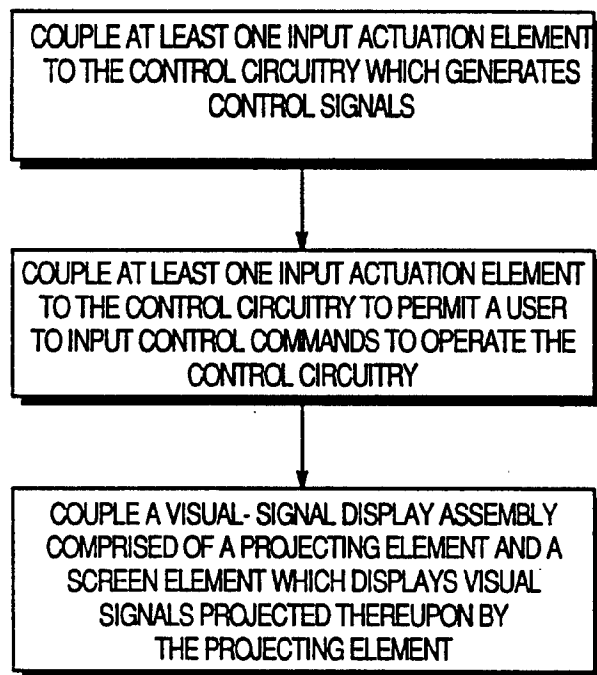 COUPLE AT LEAST ONE INPUT ACTUATION ELEMENT
TO THE CONTROL CIRCUITRY WHICH GENERATES
CONTROL SIGNALS
COUPLE AT LEAST ONE INPUT ACTUATION ELEMENT
TO THE CONTROL CIRCUITRY TO PERMIT A USER
TO INPUT CONTROL COMMANDS TO OPERATE THE
CONTROL CIRCUITRY
COUPLE A VISUAL- SIGNAL DISPLAY ASSEMBLY
COMPRISED OF A PROJECTING ELEMENT AND A
SCREEN ELEMENT WHICH DISPLAYS VISUAL
SIGNALS PROJECTED THEREUPON BY
THE PROJECTING ELEMENT